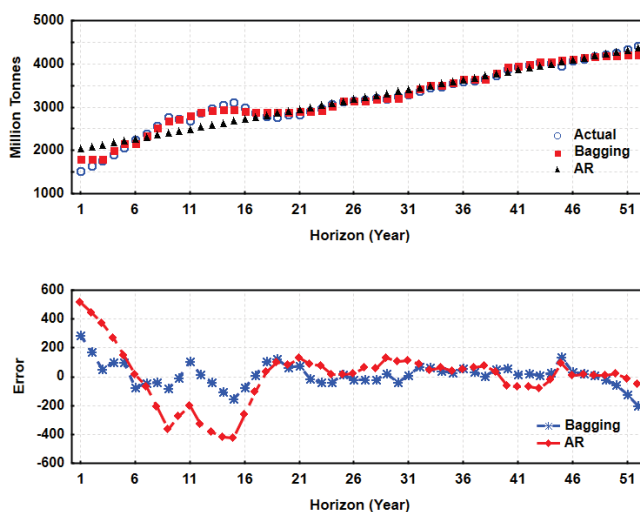 5000
4000
3000
2000
1000
Million Tonnes
Actual
Bagging
AR
1 6 11 16 21 26 31 36 41 46 51
Horizon (Year)
600
400
200
0
-200
-400
-600
Error
Bagging
AR
1 6 11 16 21 26 31 36 41 46 51
Horizon (Year)